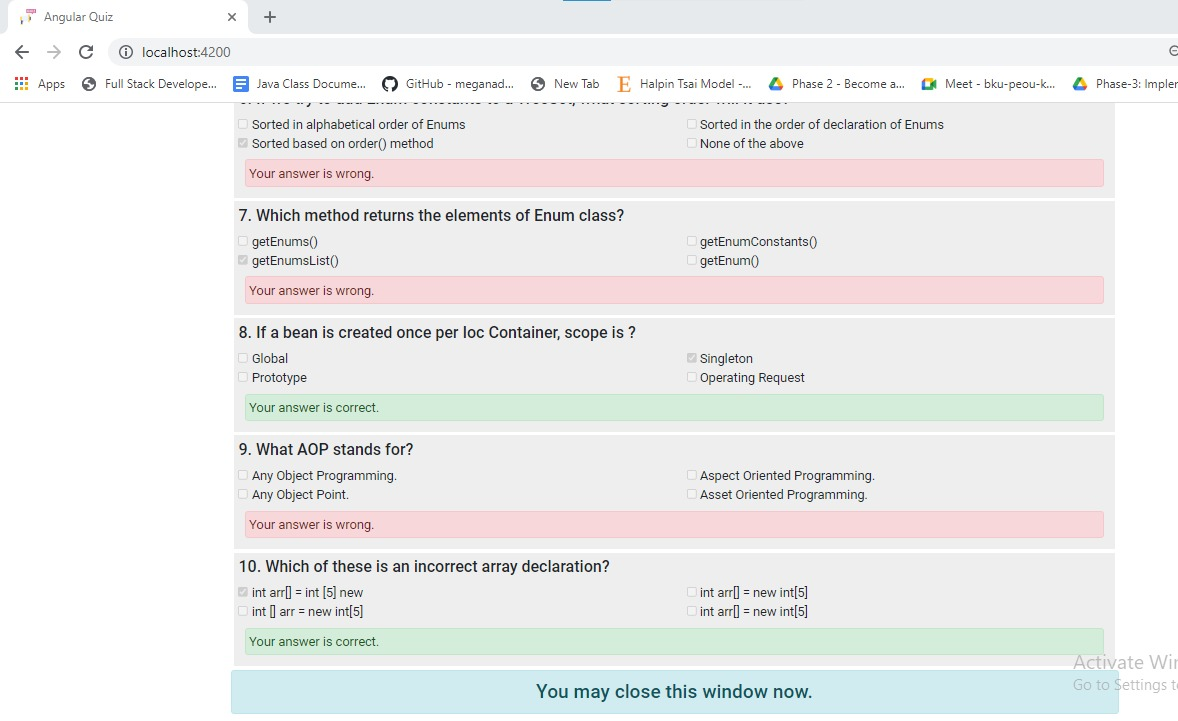 Angular Quiz
localhost:4200
Apps Full Stack Develope... Java Class Docume... GitHub - meganad... New Tab Halpin Tsai Model -... Phase 2 - Become a... Meet - bku-peou-k... Phase-3: Impler
Sorted in alphabetical order of Enums Sorted in the order of declaration of Enums
Sorted based on order() method None of the above
Your answer is wrong.
7. Which method returns the elements of Enum class?
getEnums() getEnumConstants()
getEnumsList() getEnum()
Your answer is wrong.
8. If a bean is created once per Ioc Container, scope is ?
Global Singleton
Prototype Operating Request
Your answer is correct.
9. What AOP stands for?
Any Object Programming. Aspect Oriented Programming.
Any Object Point. Asset Oriented Programming.
Your answer is wrong.
10. Which of these is an incorrect array declaration?
int arr[] = int [5] new int arr[] = new int[5]
int [] arr = new int[5] int arr[] = new int[5]
Your answer is correct.
Activate Win
Go to Settings t
You may close this window now.